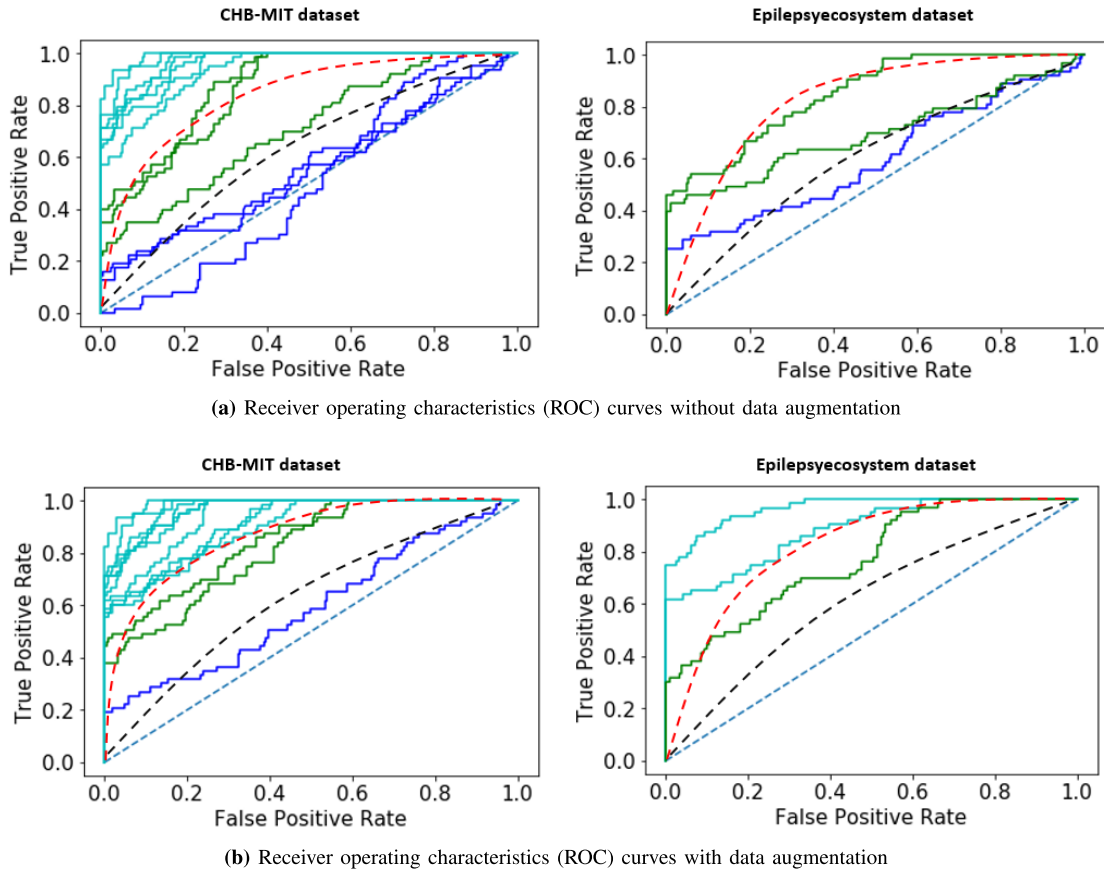 CHB-MIT dataset
Epilepsyecosystem dataset
1.0
0.8
0.6
0.4
0.2
0.0
True Positive Rate
0.0 0.2 0.4 0.6 0.8 1.0
False Positive Rate
1.0
0.8
0.6
0.4
0.2
0.0
True Positive Rate
0.0 0.2 0.4 0.6 0.8 1.0
False Positive Rate
(a) Receiver operating characteristics (ROC) curves without data augmentation
CHB-MIT dataset
Epilepsyecosystem dataset
1.0
0.8
0.6
0.4
0.2
0.0
True Positive Rate
0.0 0.2 0.4 0.6 0.8 1.0
False Positive Rate
1.0
0.8
0.6
0.4
0.2
0.0
True Positive Rate
0.0 0.2 0.4 0.6 0.8 1.0
False Positive Rate
(b) Receiver operating characteristics (ROC) curves with data augmentation